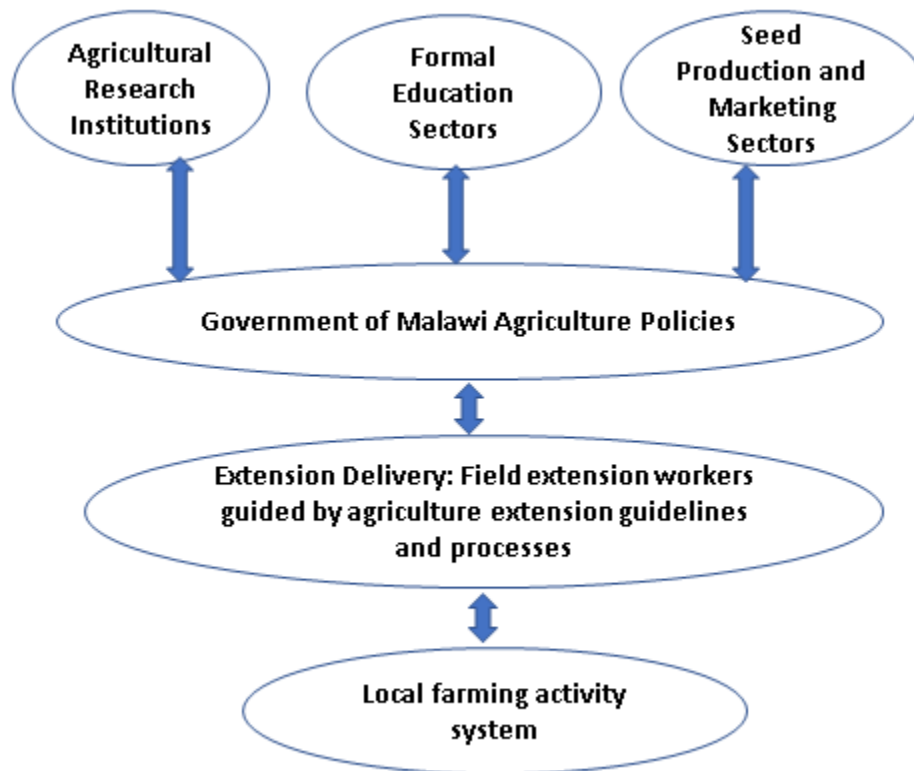 Agricultural
Research
Institutions
Formal
Education
Sectors
Seed
Production and
Marketing
Sectors
Government of Malawi Agriculture Policies
Extension Delivery: Field extension workers
guided by agriculture extension guidelines
and processes
Local farming activity
system